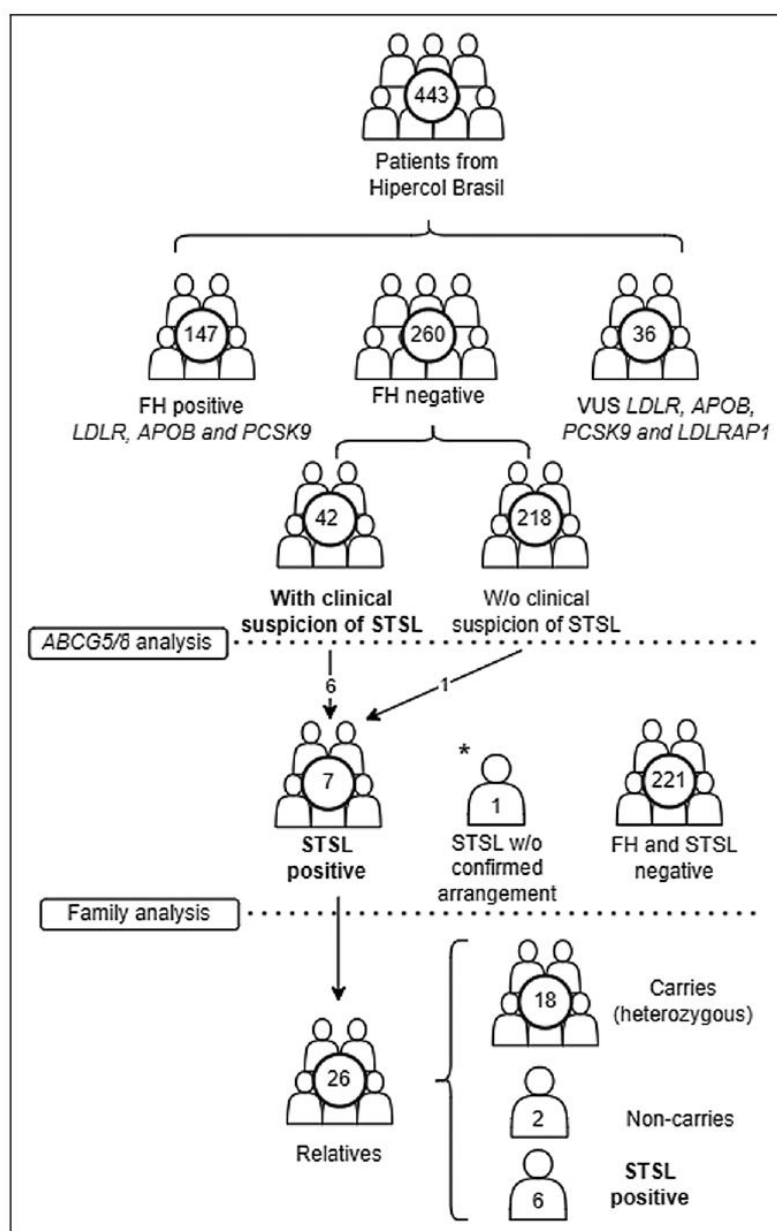 443
Patients from
Hipercol Brasil
147
260
36
FH positive
LDLR, APOB and PCSK9
FH negative
VUS LDLR, APOB,
PCSK9 and LDLRAP1
42
218
With clinical
suspicion of STSL
W/o clinical
suspicion of STSL
ABCG5/8 analysis
6
1
7
*
1
221
STSL
positive
STSL w/o
confirmed
arrangement
FH and STSL
negative
Family analysis
26
Relatives
18
Carries
(heterozygous)
2
Non-carries
6
STSL
positive